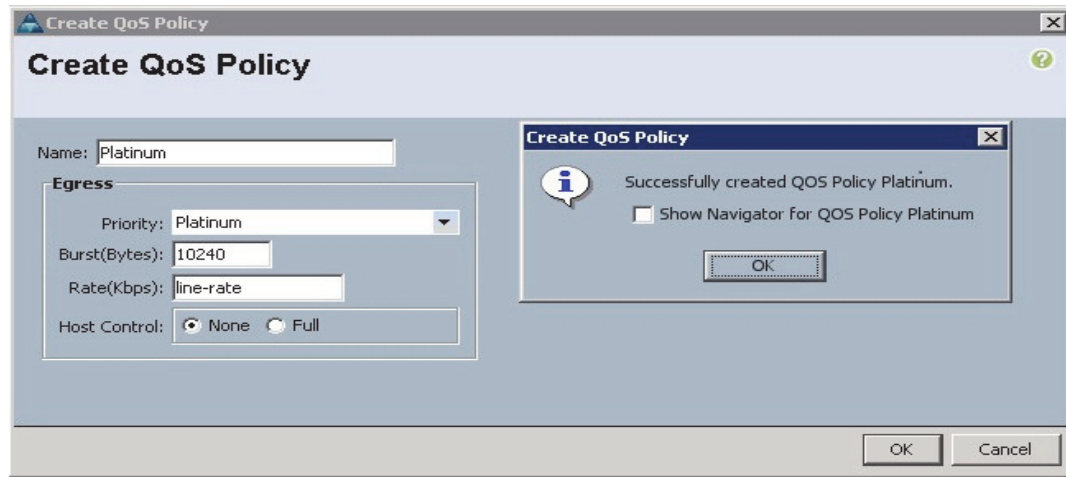 Create QoS Policy
Create QoS Policy
Name: Platinum
Egress
Priority: Platinum
Burst(Bytes): 10240
Rate(Kbps): line-rate
Host Control: None Full
Create QoS Policy
Successfully created QOS Policy Platinum.
Show Navigator for QOS Policy Platinum
OK
OK Cancel